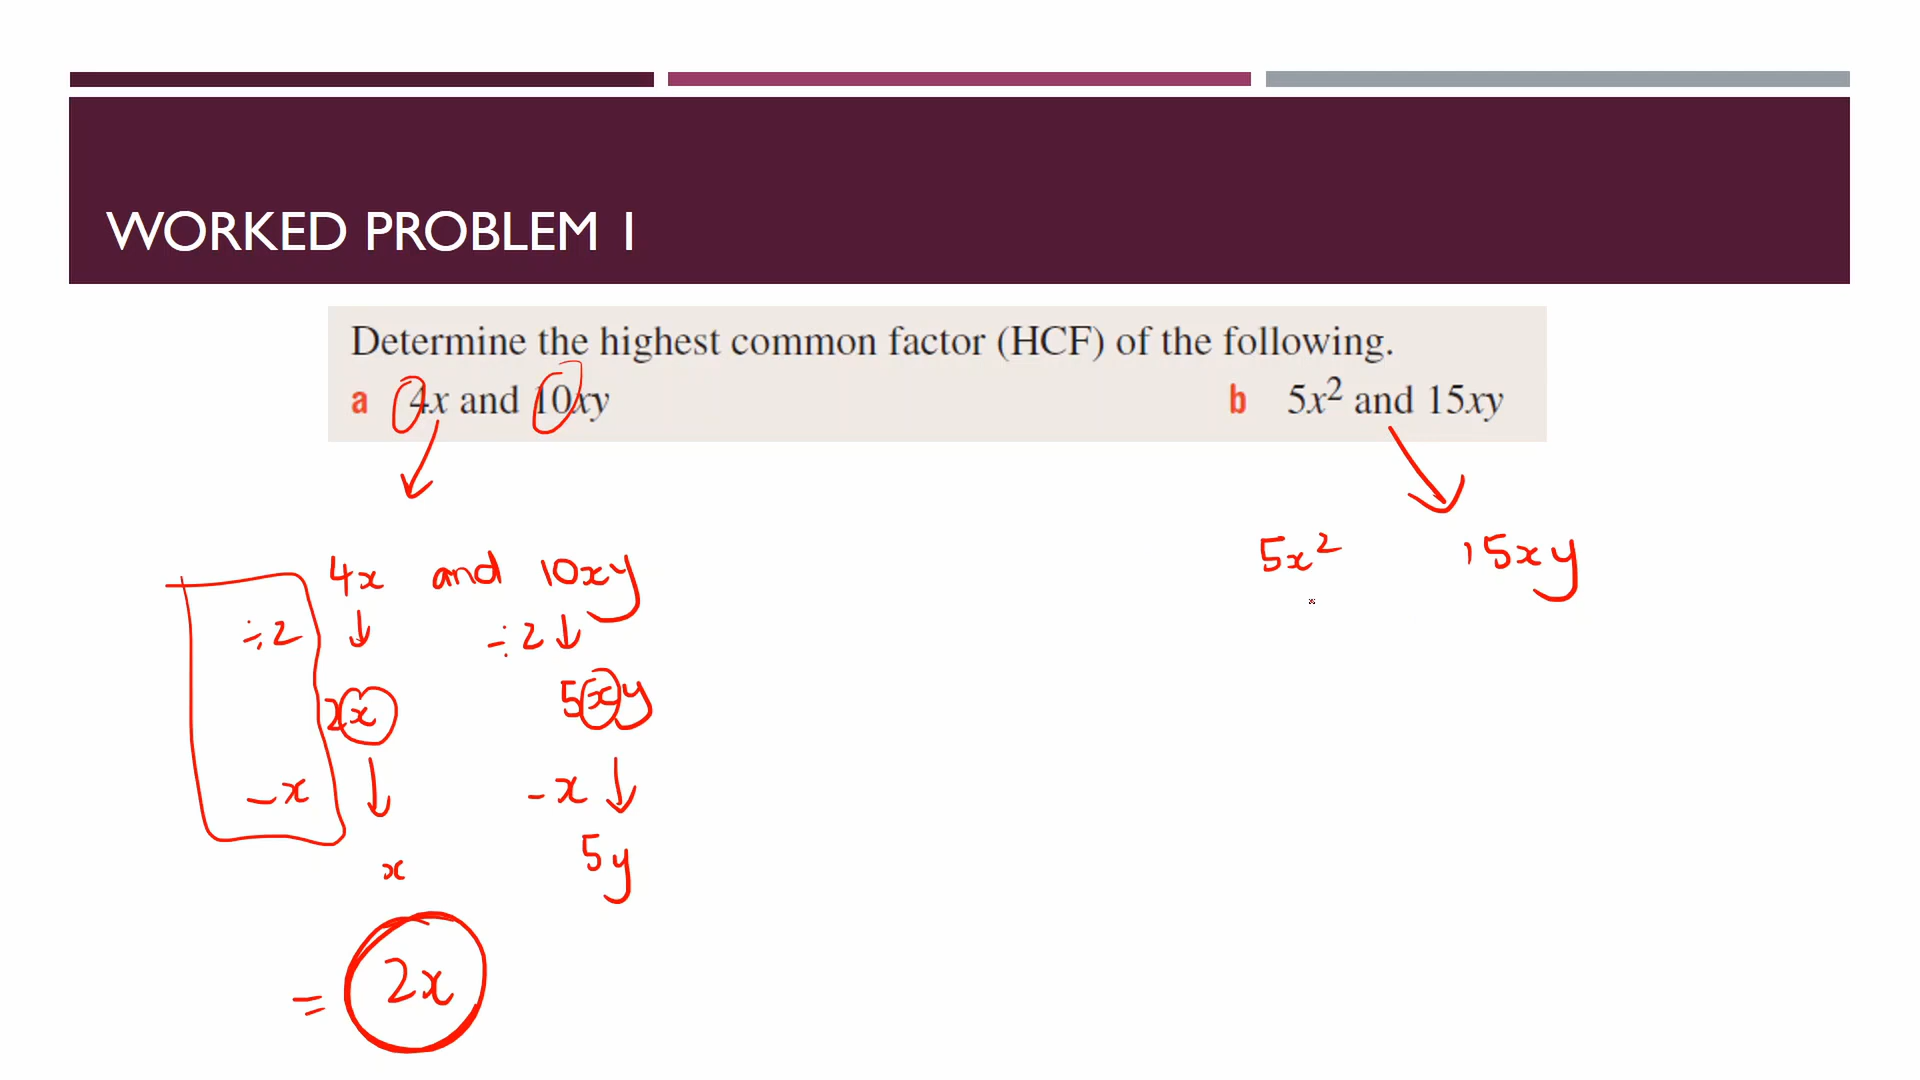 WORKED PROBLEM 1
Determine the highest common factor (HCF) of the following.
a 4x and 10xy
b 5x² and 15xy
4x and 10xy
÷2 ↓ ÷2 ↓
2x 5xy
-x ↓ -x ↓
x 5y
= 2x
5x² 15xy